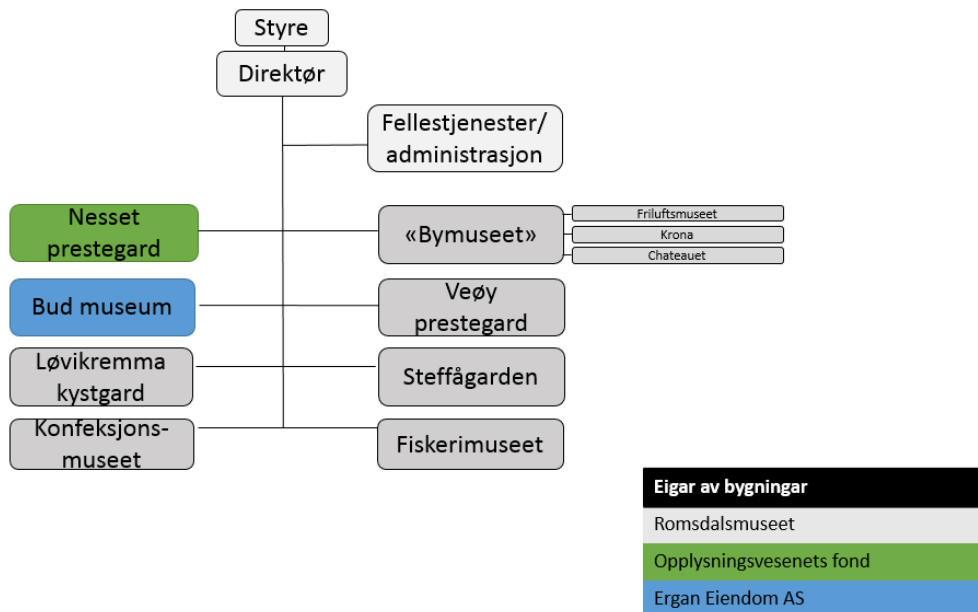 Styre
Direktør
Fellestjenester/
administrasjon
Nesset
prestegard
«Bymuseet»
Friluftsmuseet
Krona
Chateauet
Bud museum
Veøy
prestegard
Løvikremma
kystgard
Steffågarden
Konfeksjons-
museet
Fiskerimuseet
Eigar av bygningar
Romsdalsmuseet
Opplysningsvesenets fond
Ergan Eiendom AS